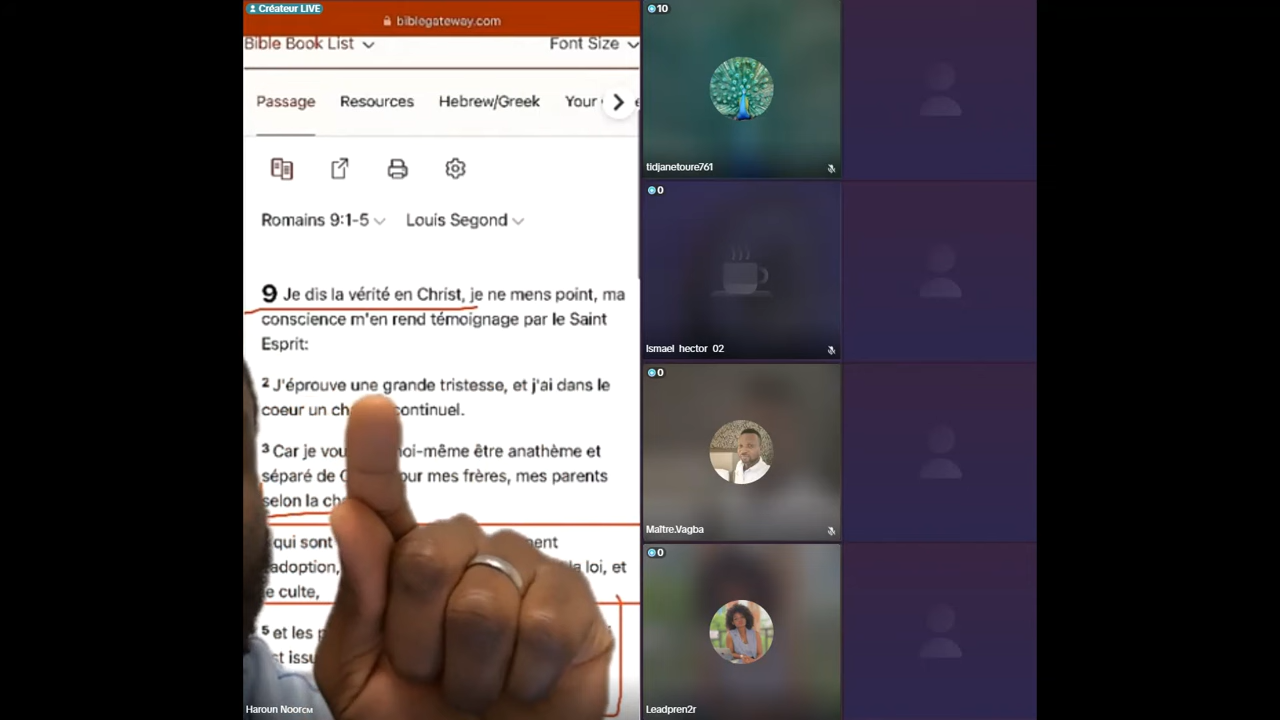 Créateur LIVE
biblegateway.com
Bible Book List
Font Size
Passage
Resources
Hebrew/Greek
Your
Romains 9:1-5
Louis Segond
9 Je dis la vérité en Christ, je ne mens point, ma
conscience m'en rend témoignage par le Saint
Esprit:
2 J'éprouve une grande tristesse, et j'ai dans le
coeur un continuel.
3 Car je être anathème et
séparé de mes frères, mes parents
selon la
qui sont
adoption, loi, et
culte,
5 et les
Haroun Noorcм
10
tidjanetoure761
0
Ismael hector 02
0
Maître.Vagba
0
Leadpren2r